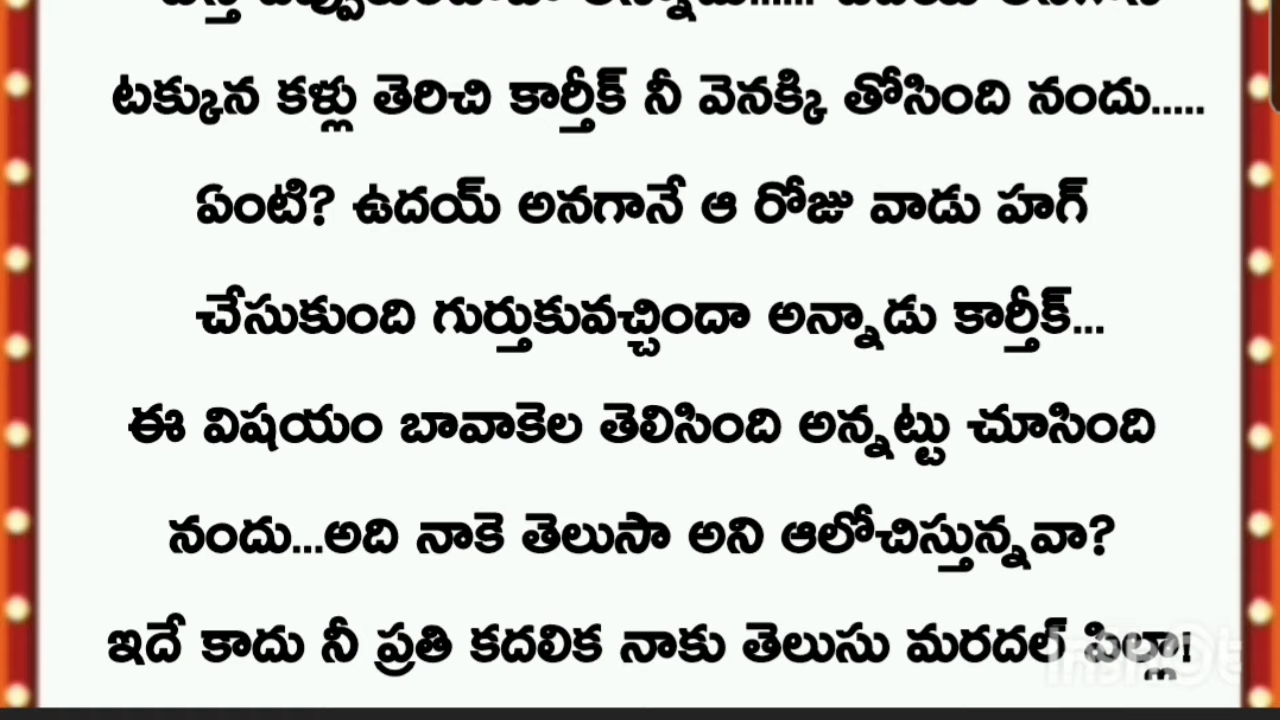 టక్కున కళ్లు తెరిచి కార్తీక్ నీ వెనక్కి తోసింది నందు.....
ఏంటి? ఉదయ్ అనగానే ఆ రోజు వాడు హగ్
చేసుకుంది గుర్తుకువచ్చిందా అన్నాడు కార్తీక్...
ఈ విషయం బావాకెల తెలిసింది అన్నట్టు చూసింది
నందు...అది నాకె తెలుసా అని ఆలోచిస్తున్నవా?
ఇదే కాదు నీ ప్రతి కదలిక నాకు తెలుసు మరదల్ పిల్లా!